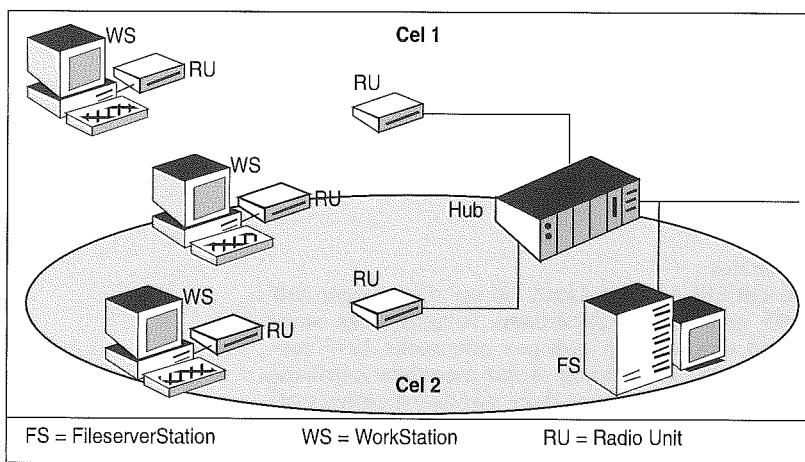 WS
Cel 1
RU
RU
WS
RU
Hub
RU
WS
RU
FS
Cel 2
FS = FileserverStation WS = WorkStation RU = Radio Unit